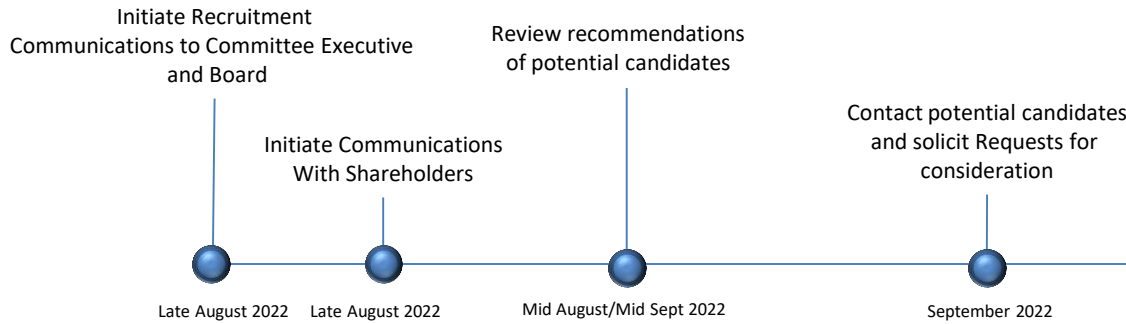 Initiate Recruitment
Communications to Committee Executive
and Board
Initiate Communications
With Shareholders
Review recommendations
of potential candidates
Contact potential candidates
and solicit Requests for
consideration
Late August 2022
Late August 2022
Mid August/Mid Sept 2022
September 2022